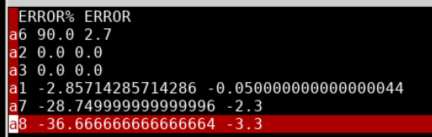 ERROR% ERROR
a6 90.0 2.7
a2 0.0 0.0
a3 0.0 0.0
a1 -2.85714285714286 -0.050000000000000044
a7 -28.749999999999996 -2.3
a8 -36.666666666666664 -3.3